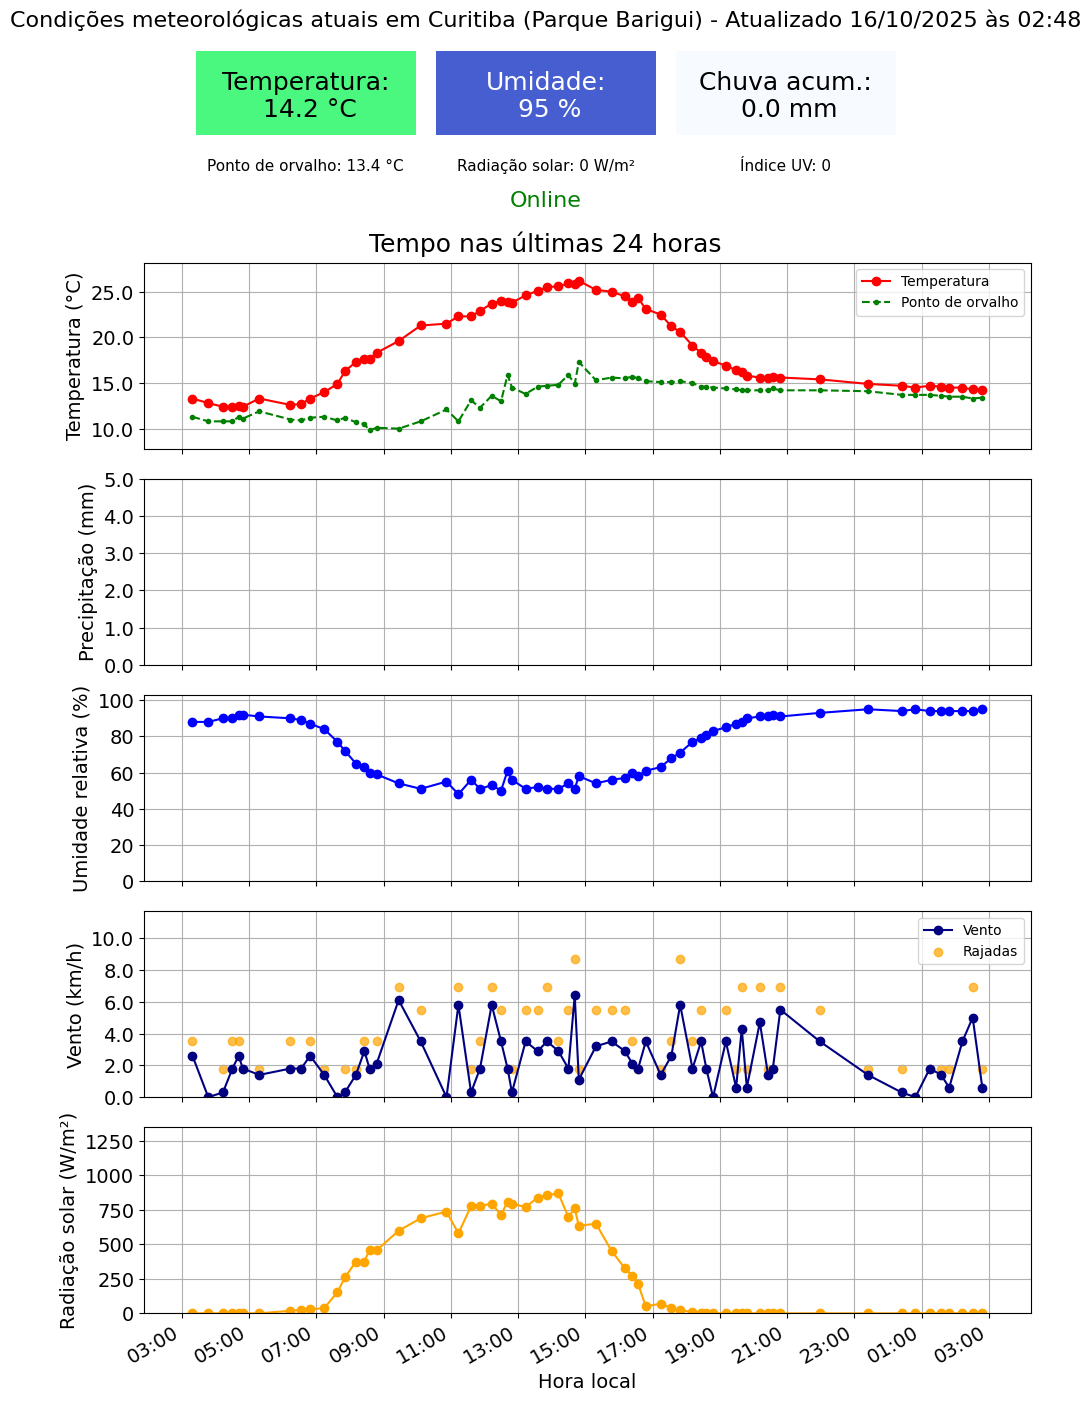 Condições meteorológicas atuais em Curitiba (Parque Barigui) - Atualizado 16/10/2025 às 02:48
Temperatura:
14.2 °C
Umidade:
95 %
Chuva acum.:
0.0 mm
Ponto de orvalho: 13.4 °C
Radiação solar: 0 W/m²
Índice UV: 0
Online
Tempo nas últimas 24 horas
Temperatura (°C)
25.0
20.0
15.0
10.0
Temperatura
Ponto de orvalho
Precipitação (mm)
5.0
4.0
3.0
2.0
1.0
0.0
Umidade relativa (%)
100
80
60
40
20
0
Vento (km/h)
10.0
8.0
6.0
4.0
2.0
0.0
Vento
Rajadas
Radiação solar (W/m²)
1250
1000
750
500
250
0
03:00
05:00
07:00
09:00
11:00
13:00
15:00
17:00
19:00
21:00
23:00
01:00
03:00
Hora local